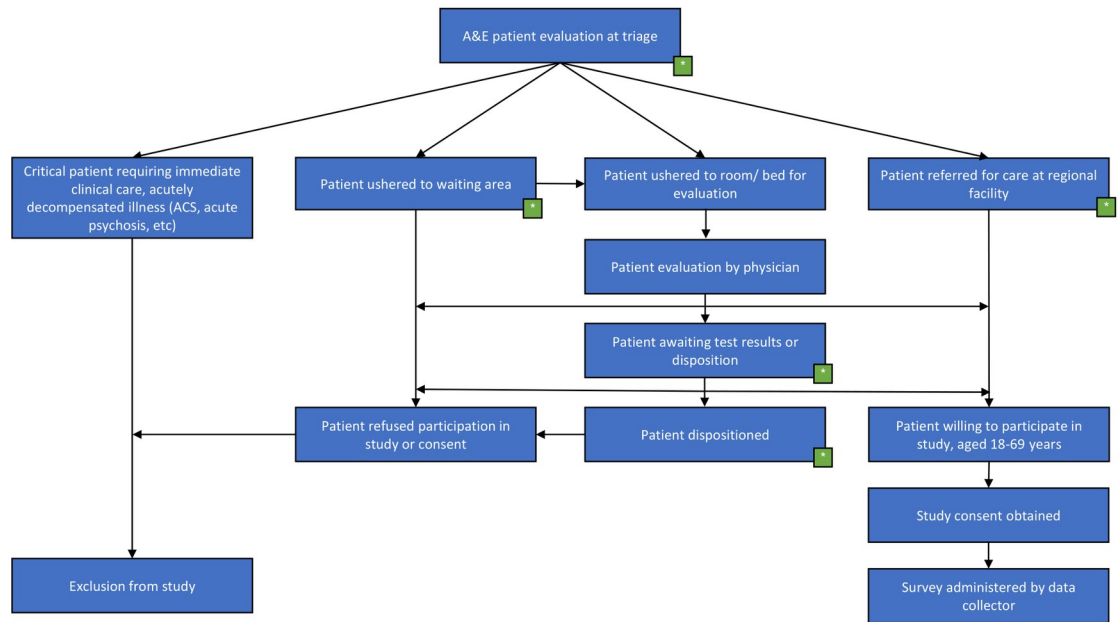 A&E patient evaluation at triage
*
Critical patient requiring immediate
clinical care, acutely
decompensated illness (ACS, acute
psychosis, etc)
Patient ushered to waiting area
*
Patient ushered to room/ bed for
evaluation
Patient referred for care at regional
facility
*
Patient evaluation by physician
Patient awaiting test results or
disposition
*
Patient refused participation in
study or consent
Patient dispositioned
*
Patient willing to participate in
study, aged 18-69 years
Study consent obtained
Exclusion from study
Survey administered by data
collector